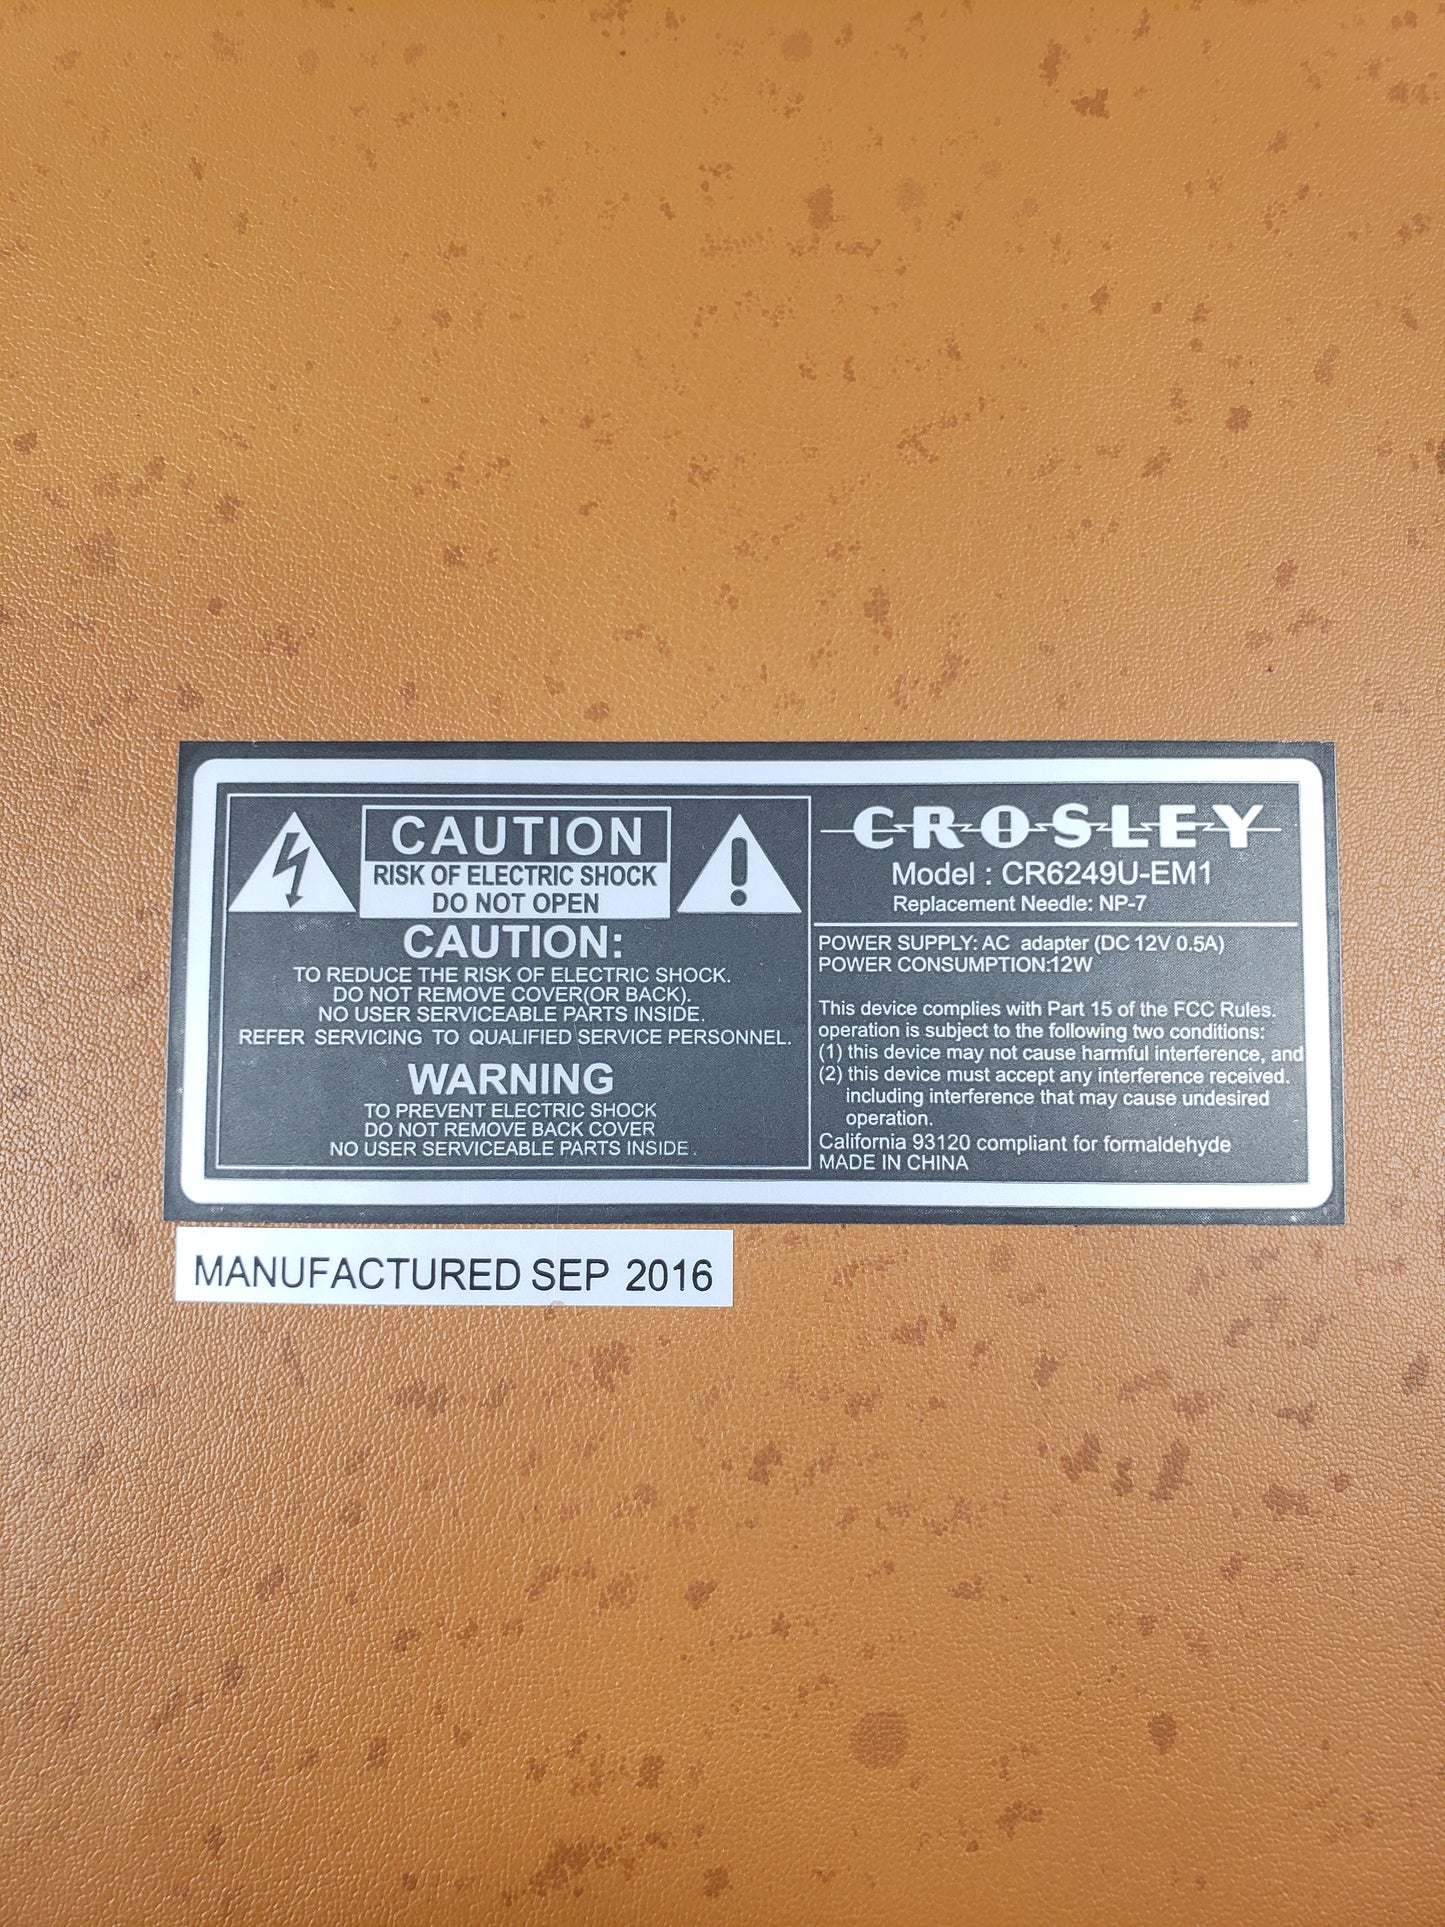 CAUTION
RISK OF ELECTRIC SHOCK
DO NOT OPEN
CAUTION:
TO REDUCE THE RISK OF ELECTRIC SHOCK.
DO NOT REMOVE COVER(OR BACK).
NO USER SERVICEABLE PARTS INSIDE.
REFER SERVICING TO QUALIFIED SERVICE PERSONNEL.
WARNING
TO PREVENT ELECTRIC SHOCK
DO NOT REMOVE BACK COVER
NO USER SERVICEABLE PARTS INSIDE.
CROSLEY
Model : CR6249U-EM1
Replacement Needle: NP-7
POWER SUPPLY: AC adapter (DC 12V 0.5A)
POWER CONSUMPTION:12W
This device complies with Part 15 of the FCC Rules.
operation is subject to the following two conditions:
(1) this device may not cause harmful interference, and
(2) this device must accept any interference received.
including interference that may cause undesired
operation.
California 93120 compliant for formaldehyde
MADE IN CHINA
MANUFACTURED SEP 2016